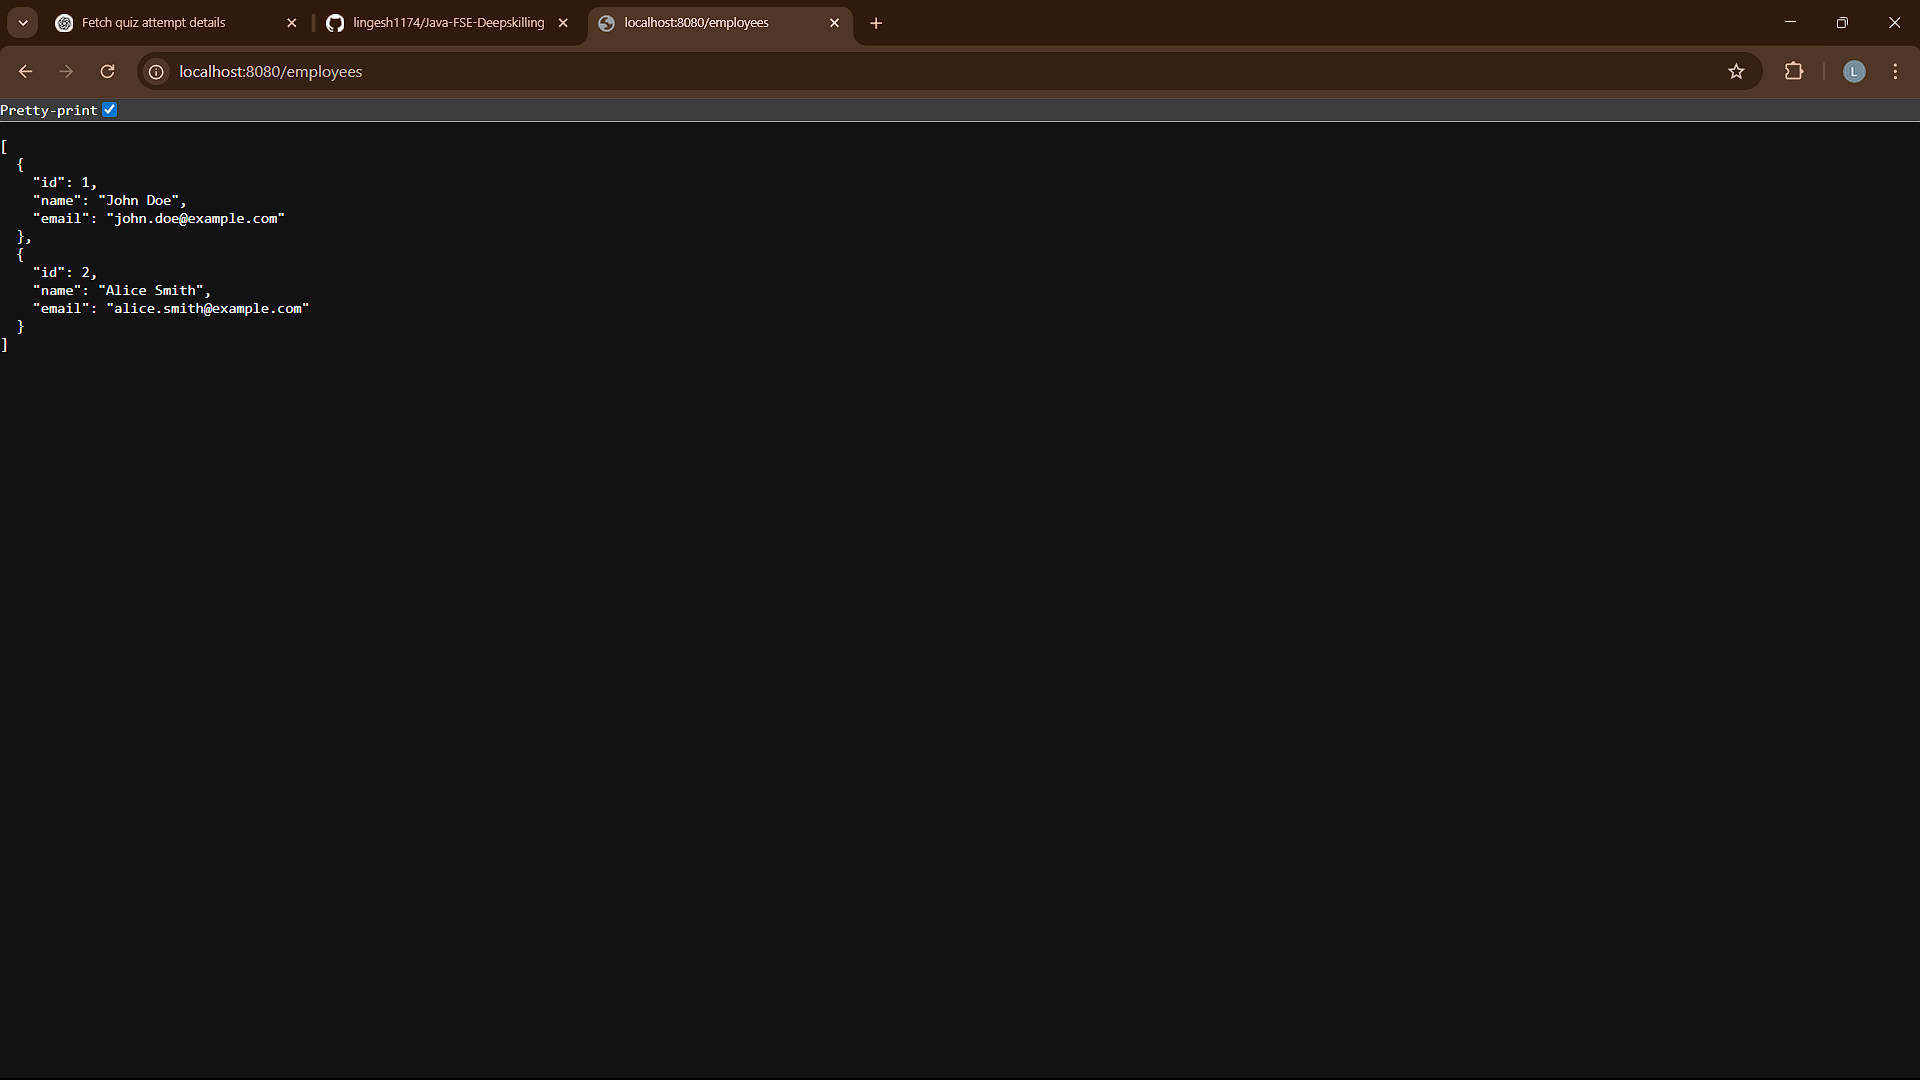 Fetch quiz attempt details
lingesh1174/Java-FSE-Deepskilling
localhost:8080/employees
localhost:8080/employees
L
Pretty-print
[
  {
    "id": 1,
    "name": "John Doe",
    "email": "john.doe@example.com"
  },
  {
    "id": 2,
    "name": "Alice Smith",
    "email": "alice.smith@example.com"
  }
]